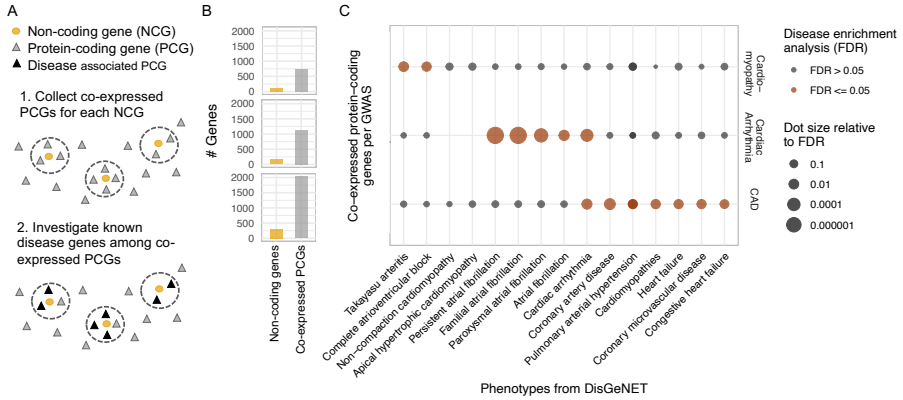 A
Non-coding gene (NCG)
Protein-coding gene (PCG)
Disease associated PCG
1. Collect co-expressed
PCGs for each NCG
2. Investigate known
disease genes among co-
expressed PCGs
B
# Genes
2000
1500
1000
500
0
2000
1500
1000
500
0
2000
1500
1000
500
0
Non-coding genes
Co-expressed PCGs
C
Co-expressed protein-coding
genes per GWAS
Cardio-
myopathy
Cardiac
Arrhythmia
CAD
Takayasu arteritis
Complete atrioventricular block
Non-compaction cardiomyopathy
Apical hypertrophic cardiomyopathy
Persistent atrial fibrillation
Familial atrial fibrillation
Paroxysmal atrial fibrillation
Atrial fibrillation
Cardiac arrhythmia
Coronary artery disease
Pulmonary arterial hypertension
Cardiomyopathies
Heart failure
Coronary microvascular disease
Congestive heart failure
Phenotypes from DisGeNET
Disease enrichment
analysis (FDR)
FDR > 0.05
FDR <= 0.05
Dot size relative
to FDR
0.1
0.01
0.0001
0.000001